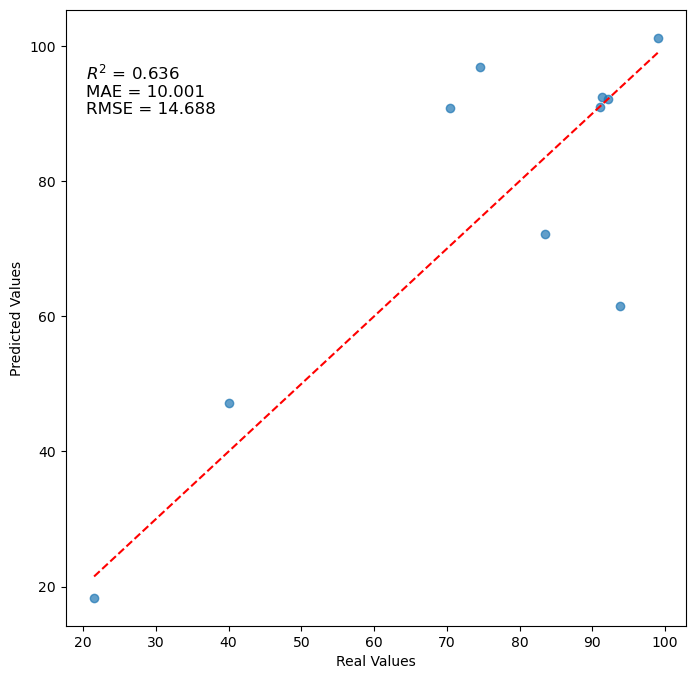 R² = 0.636
MAE = 10.001
RMSE = 14.688
100
80
60
40
20
Predicted Values
20 30 40 50 60 70 80 90 100
Real Values